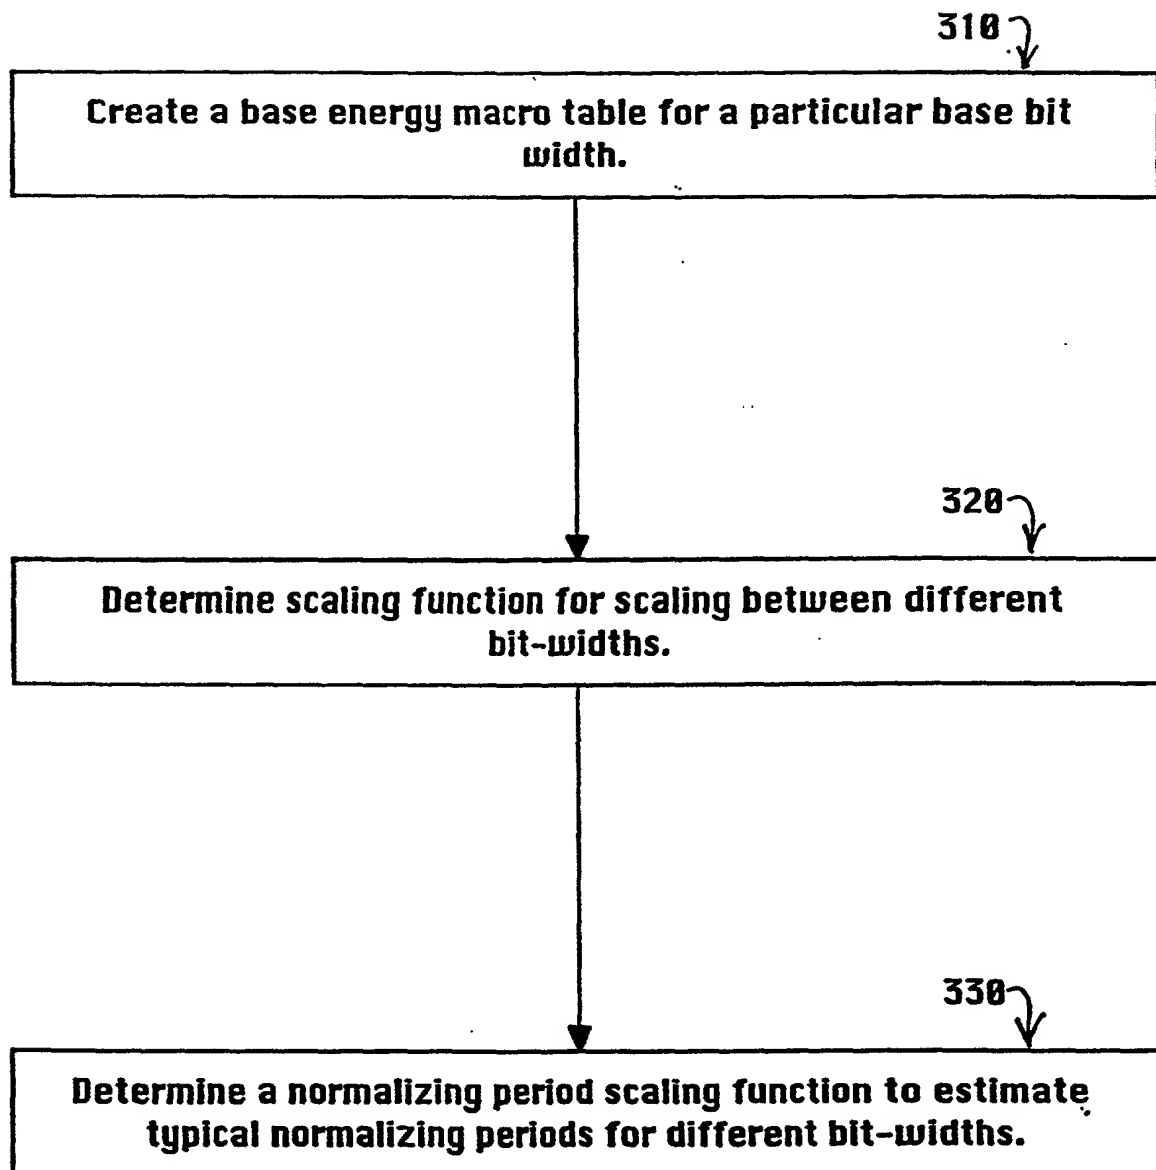 310
Create a base energy macro table for a particular base bit
width.
320
Determine scaling function for scaling between different
bit-widths.
330
Determine a normalizing period scaling function to estimate
typical normalizing periods for different bit-widths.